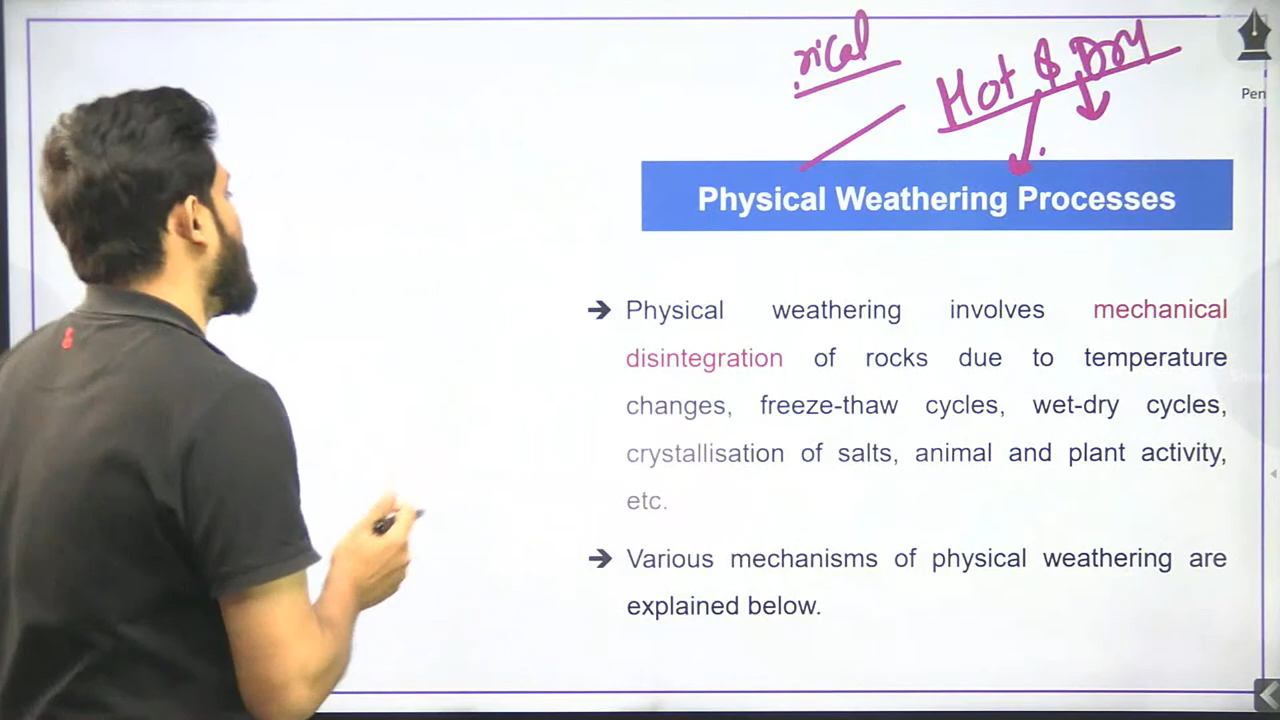 rical
Hot & Dry
Pen
Physical Weathering Processes
➔ Physical weathering involves mechanical
disintegration of rocks due to temperature
changes, freeze-thaw cycles, wet-dry cycles,
crystallisation of salts, animal and plant activity,
etc.
➔ Various mechanisms of physical weathering are
explained below.